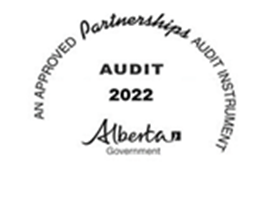 AN APPROVED Partnerships AUDIT INSTRUMENT
AUDIT
2022
Alberta
Government